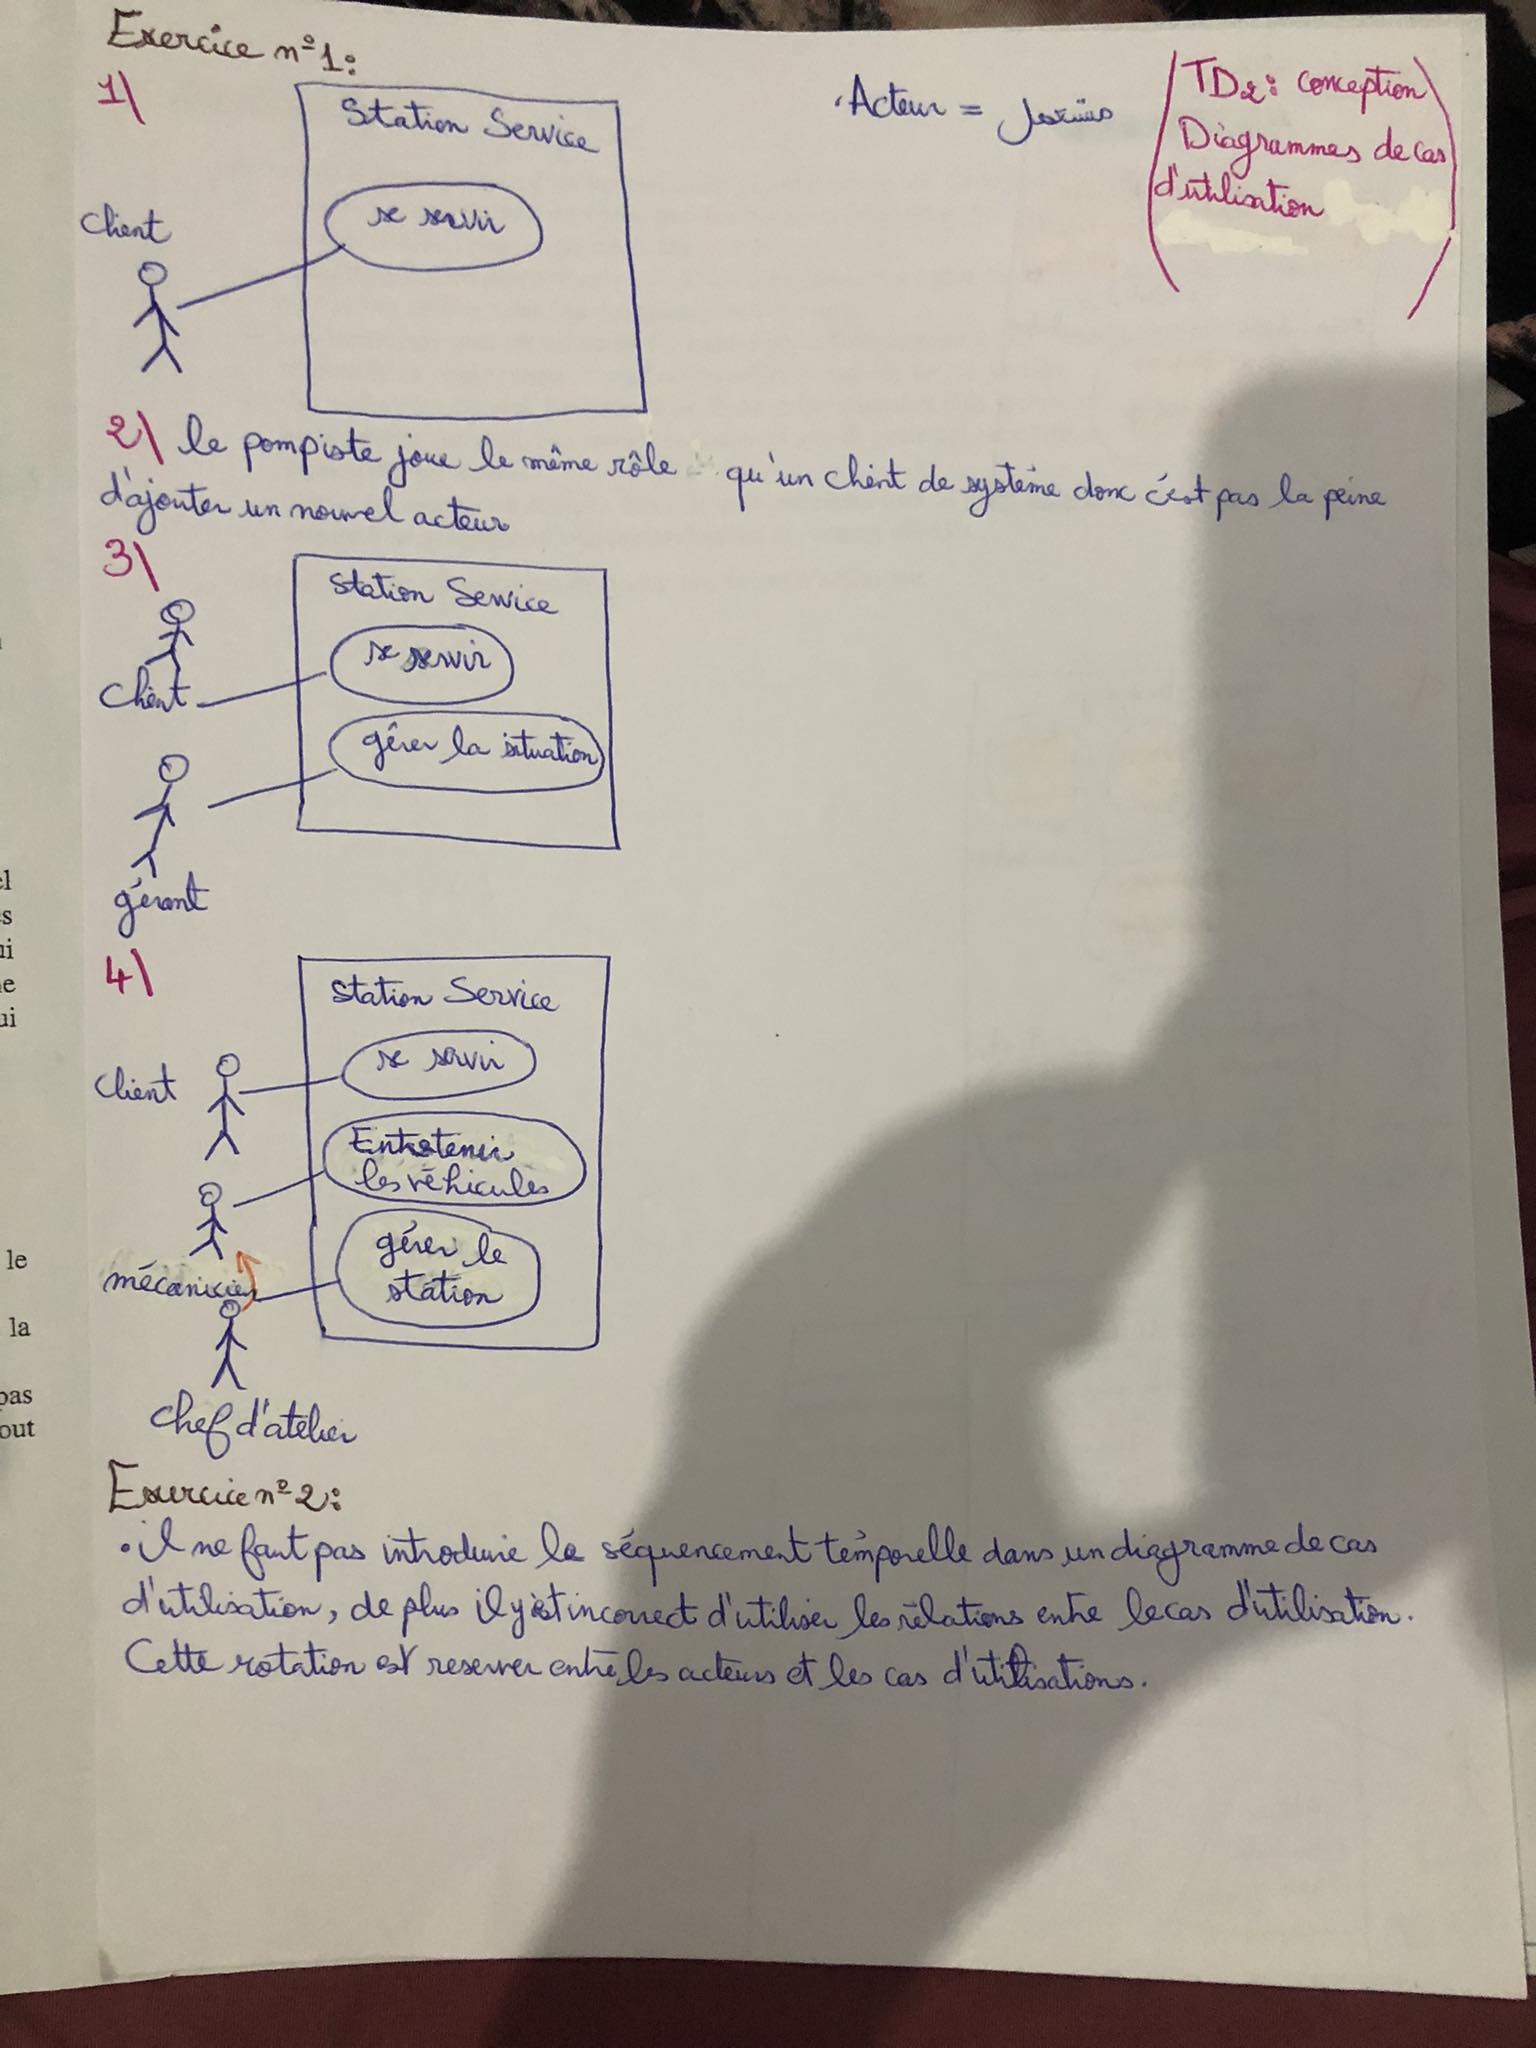 Exercice n°1:
TD2: conception
Diagrammes de cas
d'utilisation
Acteur =
1\
Station Service
se servir
Client
2\ le pompiste joue le même rôle qu'un client de système donc c'est pas la peine
d'ajouter un nouvel acteur
3\
Station Service
se servir
Client
gérer la situation
gérant
4\
Station Service
se servir
Client
Entretenir
les véhicules
mécanicien
gérer le
station
Chef d'atelier
Exercice n°2:
• il ne faut pas introduire le séquencement temporelle dans un diagramme de cas
d'utilisation, de plus il incorrect d'utiliser les rélations entre le cas d'utilisation.
Cette rotation est reserver entre les acteurs et les cas d'utilisations.
el
es
ui
ne
ui
le
la
pas
out